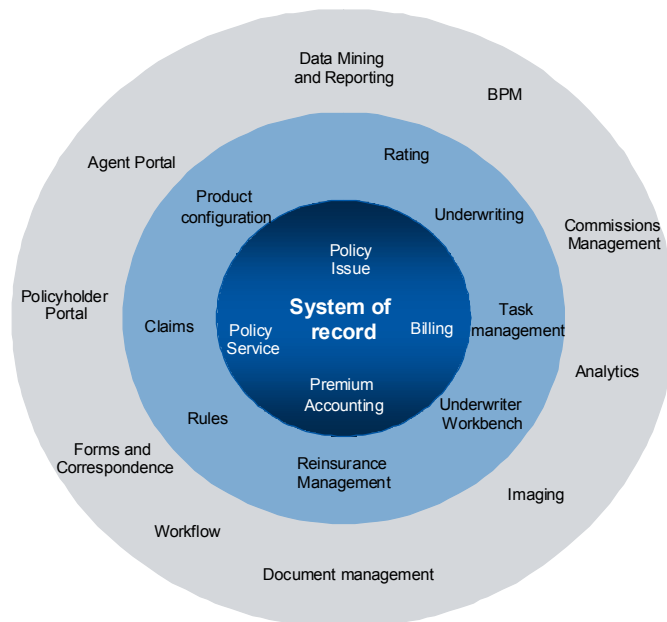 Data Mining
and Reporting
BPM
Agent Portal
Rating
Product
configuration
Underwriting
Commissions
Management
Policy
Issue
Policyholder
Portal
Claims
System of
record
Policy
Service
Billing
Task
management
Analytics
Premium
Accounting
Rules
Underwriter
Workbench
Forms and
Correspondence
Reinsurance
Management
Imaging
Workflow
Document management